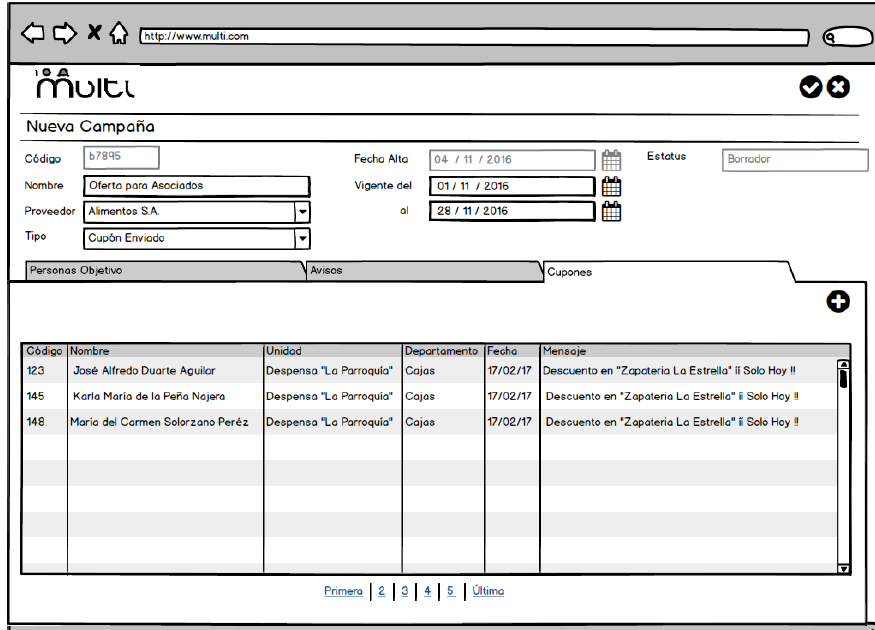 http://www.multi.com
multi
Nueva Campaña
Código b7895 Fecha Alta 04 / 11 / 2016 Estatus Borrador
Nombre Oferta para Asociados Vigente del 01 / 11 / 2016
Proveedor Alimentos S.A. al 28 / 11 / 2016
Tipo Cupón Enviado
Personas Objetivo Avisos Cupones
Código Nombre Unidad Departamento Fecha Mensaje
123 José Alfredo Duarte Aguilar Despensa "La Parroquía" Cajas 17/02/17 Descuento en "Zapateria La Estrella" íí Solo Hoy !!
145 Karla María de la Peña Najera Despensa "La Parroquía" Cajas 17/02/17 Descuento en "Zapateria La Estrella" íí Solo Hoy !!
148 María del Carmen Solorzano Peréz Despensa "La Parroquía" Cajas 17/02/17 Descuento en "Zapateria La Estrella" íí Solo Hoy !!
Primera | 2 | 3 | 4 | 5 | Última